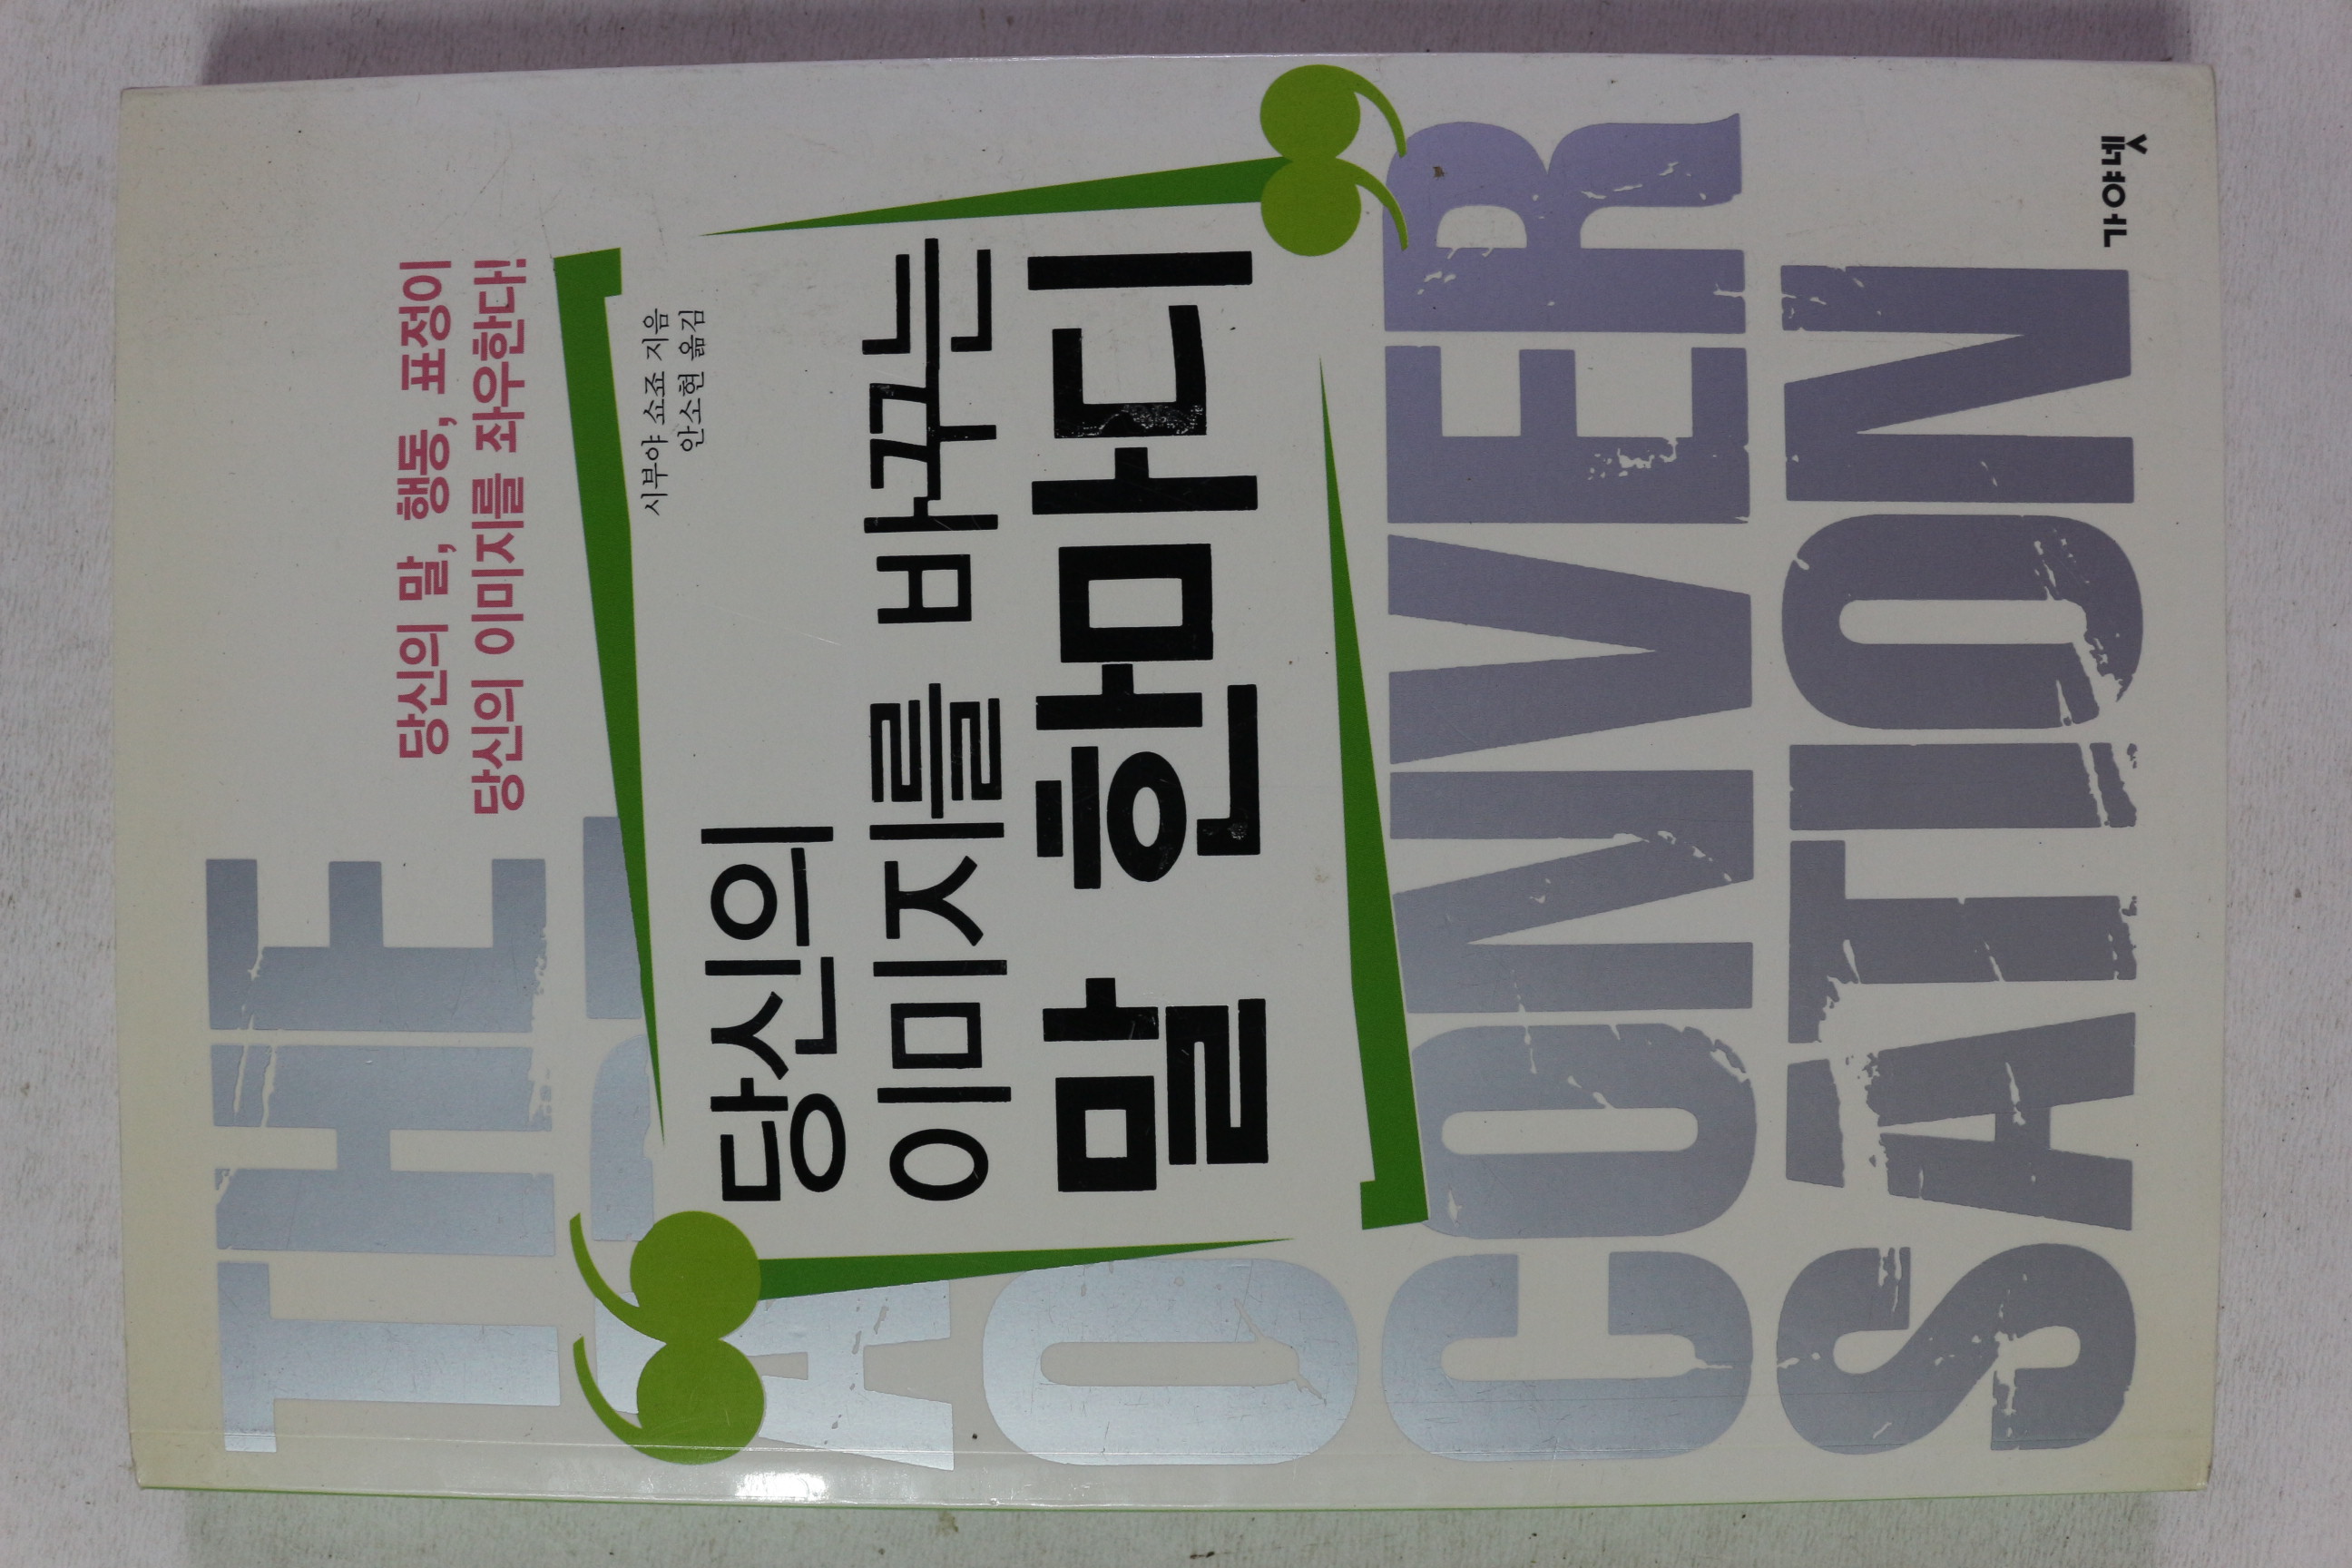 THE
당신의 말, 행동, 표정이
당신의 이미지를 좌우한다!
시부야 쇼죠 지음
안소현 옮김
당신의
이미지를 바꾸는
말 한마디
CONVER
SATION
가야넷